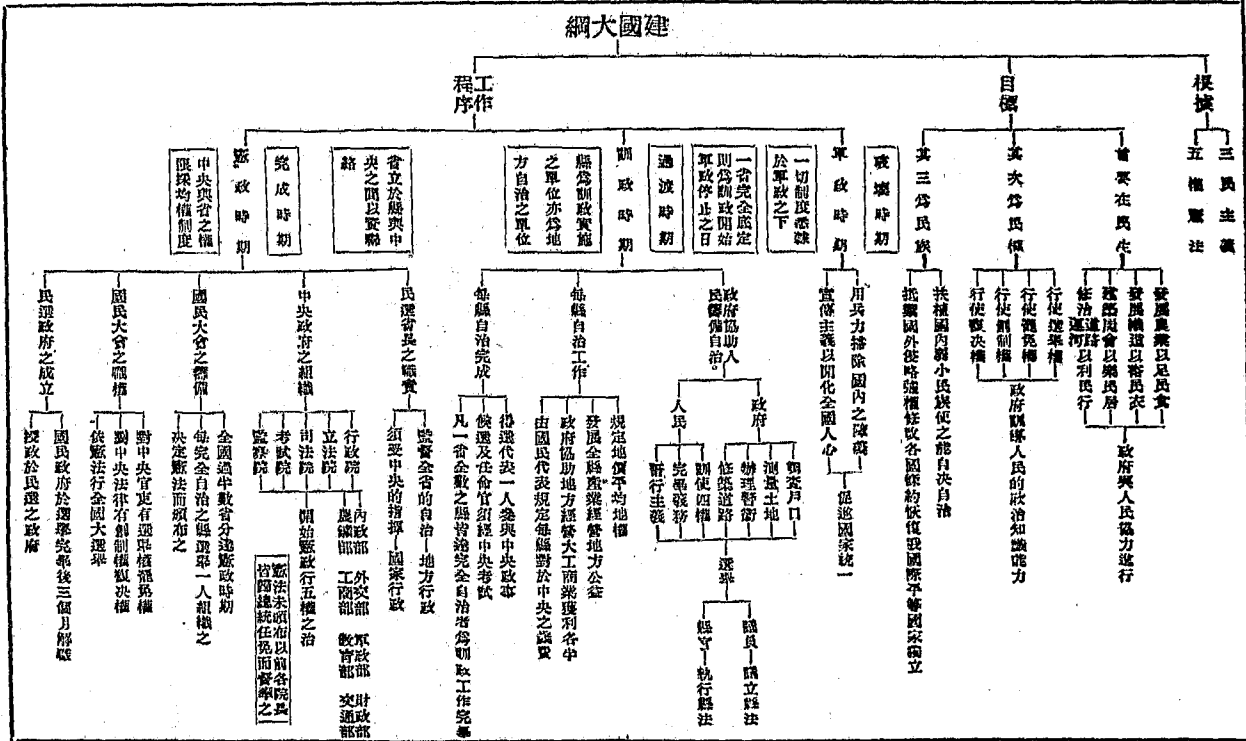 建國大綱
根據
三民主義
五權憲法
目標
首要在民生
發展農業以足民食
發展織造以裕民衣
建築房舍以樂民居
修治道路運河以利民行
政府與人民協力進行
其次為民權
行使選舉權
行使罷免權
行使創制權
行使複决權
政府訓導人民的政治知識能力
其三為民族
扶植國內弱小民族使之能自决自治
抵禦國外侵略強權修改各國條約恢復我國際平等國家獨立
工作
程序
破壞時期
軍政時期
一切制度悉隸
於軍政之下
一省完全底定
則為訓政開始
軍政停止之日
用兵力掃除國內之障礙
宣傳主義以開化全國人心
促進國家統一
過渡時期
訓政時期
縣為訓政實施
之單位亦為地
方自治之單位
政府協助人
民籌備自治。
政府
調查戶口
測量土地
辦理警衛
修築道路
人民
訓使四權
完畢義務
誓行主義
選舉
議員—議立縣法
縣官—執行縣法
每縣自治工作
規定地價平均地權
發展全縣產業經營地方公益
政府協助地方經營大工商業獲利各半
由國民代表規定每縣對於中央之歲費
每縣自治完成
得選代表一人參與中央政事
候選及任命官須經中央考試
凡一省全數之縣皆達完全自治者為訓政工作完畢
省立於縣與中
央之間以資聯
絡
完成時期
憲政時期
中央與省之權
限採均權制度
民選省長之職責
監督全省的自治—地方行政
須受中央的指揮—國家行政
中央政府之組織
行政院
立法院
司法院
考試院
監察院
內政部 外交部 軍政部 財政部
農礦部 工商部 教育部 交通部
開始憲政行五權之治
憲法未頒布以前各院長
皆歸總統任免而督率之
國民大會之籌備
全國過半數省分達憲政時期
每完全自治之縣選舉一人組織之
决定憲法而頒布之
國民大會之職權
對中央官吏有選舉權罷免權
對中央法律有創制權複决權
依憲法行全國大選舉
民選政府之成立
國民政府於選舉完畢後三個月解職
授政於民選之政府